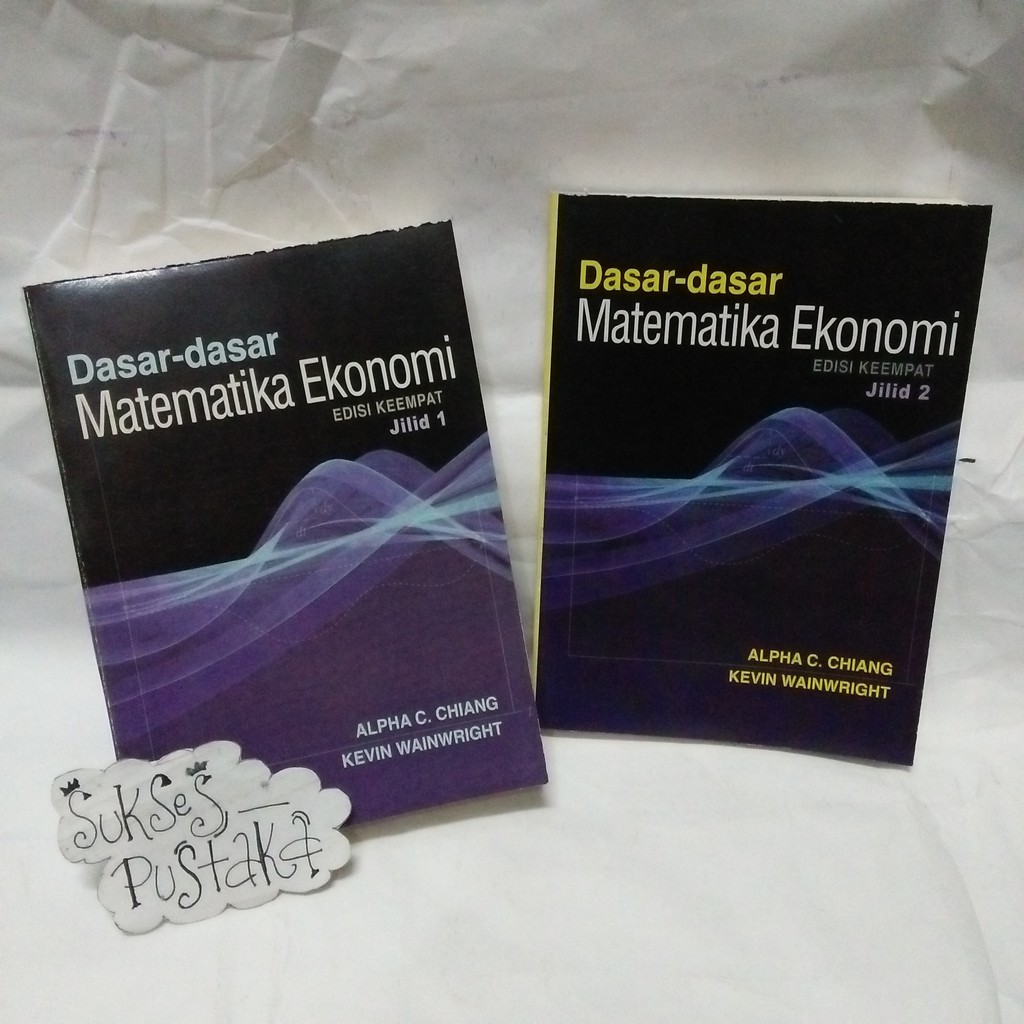 Dasar-dasar
Matematika Ekonomi
EDISI KEEMPAT
Jilid 1
ALPHA C. CHIANG
KEVIN WAINWRIGHT
SUKSES_
PUSTAKA
Dasar-dasar
Matematika Ekonomi
EDISI KEEMPAT
Jilid 2
ALPHA C. CHIANG
KEVIN WAINWRIGHT